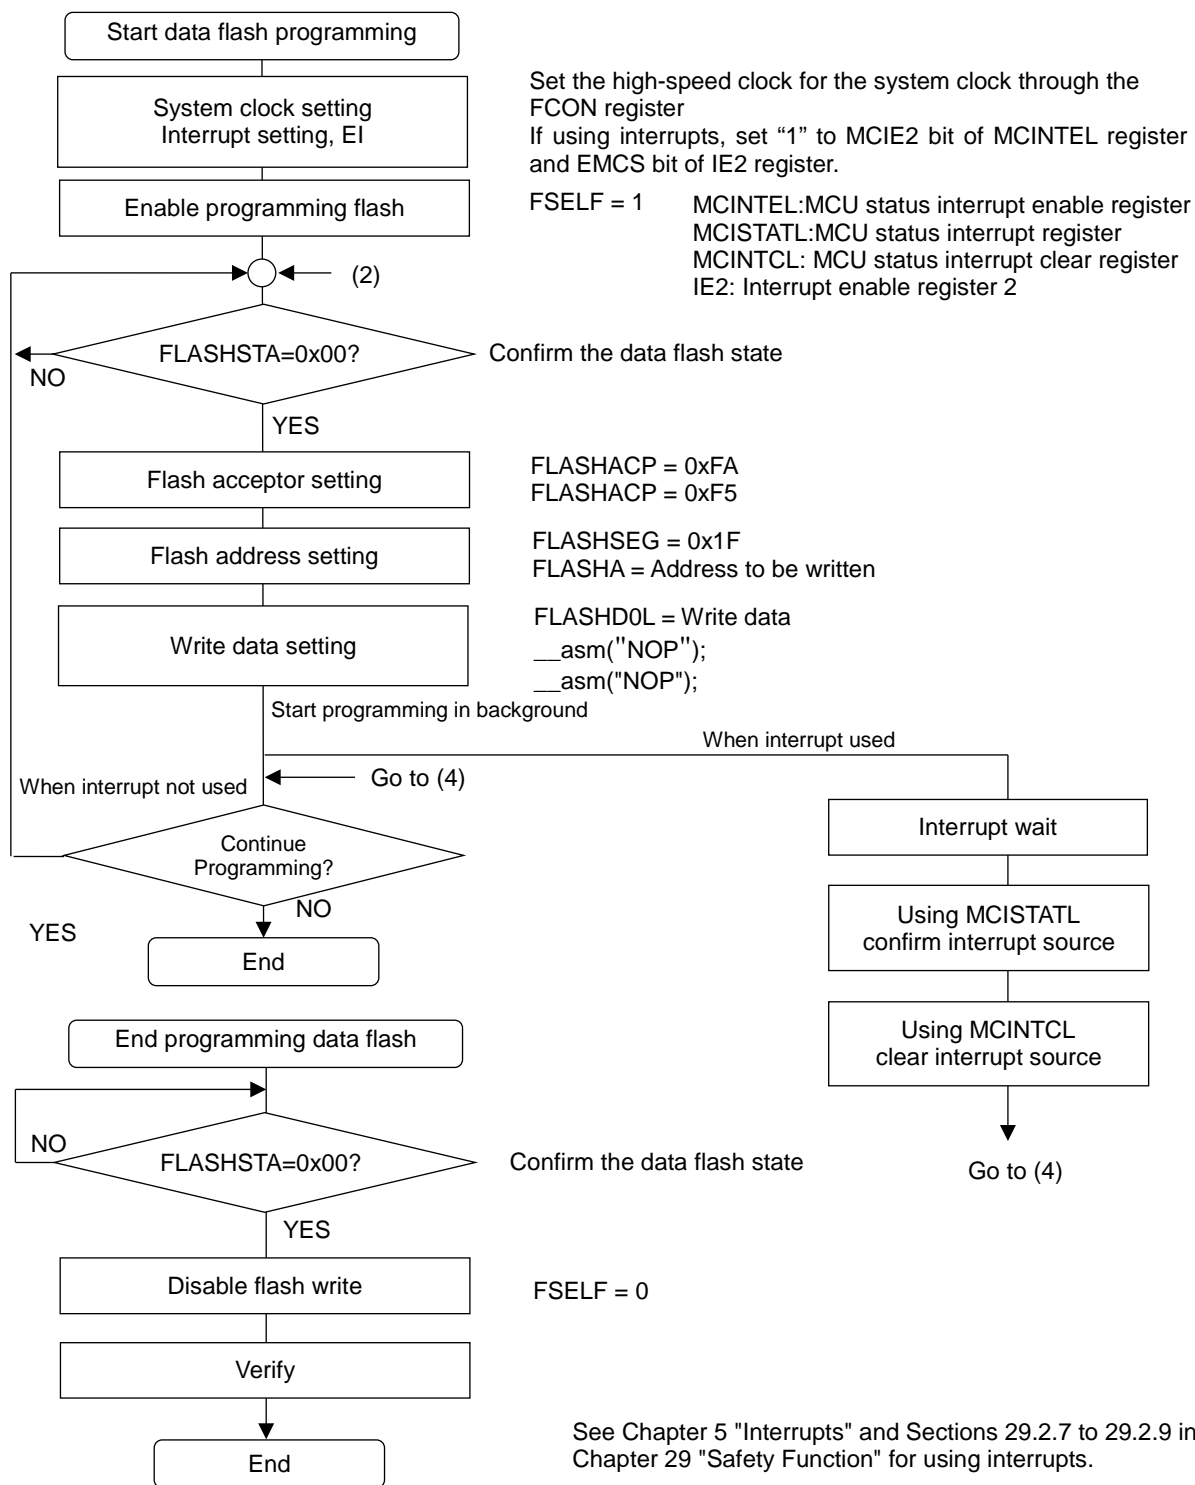 Start data flash programming
System clock setting
Interrupt setting, EI
Set the high-speed clock for the system clock through the
FCON register
If using interrupts, set “1” to MCIE2 bit of MCINTEL register
and EMCS bit of IE2 register.
Enable programming flash
FSELF = 1
MCINTEL:MCU status interrupt enable register
MCISTATL:MCU status interrupt register
MCINTCL: MCU status interrupt clear register
IE2: Interrupt enable register 2
(2)
FLASHSTA=0x00?
Confirm the data flash state
NO
YES
Flash acceptor setting
FLASHACP = 0xFA
FLASHACP = 0xF5
Flash address setting
FLASHSEG = 0x1F
FLASHA = Address to be written
Write data setting
FLASHD0L = Write data
__asm("NOP");
__asm("NOP");
Start programming in background
When interrupt used
When interrupt not used
Go to (4)
Continue
Programming?
NO
YES
End
Interrupt wait
Using MCISTATL
confirm interrupt source
Using MCINTCL
clear interrupt source
Go to (4)
End programming data flash
NO
FLASHSTA=0x00?
Confirm the data flash state
YES
Disable flash write
FSELF = 0
Verify
End
See Chapter 5 "Interrupts" and Sections 29.2.7 to 29.2.9 in
Chapter 29 "Safety Function" for using interrupts.